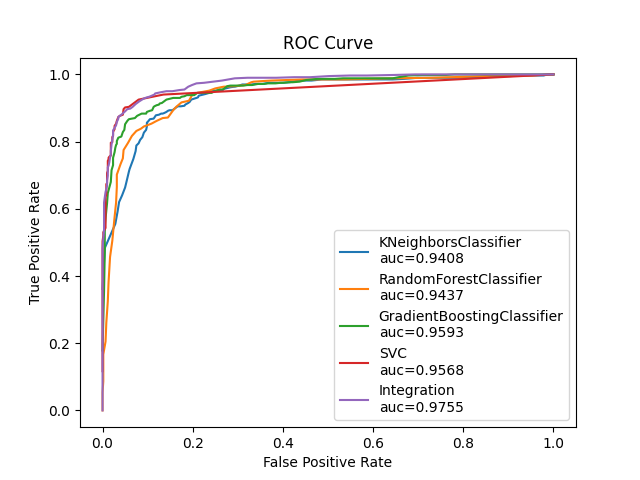 ROC Curve
True Positive Rate
1.0
0.8
0.6
0.4
0.2
0.0
KNeighborsClassifier
auc=0.9408
RandomForestClassifier
auc=0.9437
GradientBoostingClassifier
auc=0.9593
SVC
auc=0.9568
Integration
auc=0.9755
0.0 0.2 0.4 0.6 0.8 1.0
False Positive Rate